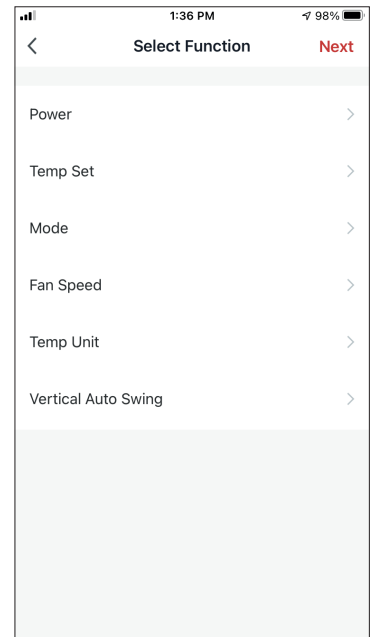 1:36 PM 98%
Select Function Next
Power
Temp Set
Mode
Fan Speed
Temp Unit
Vertical Auto Swing